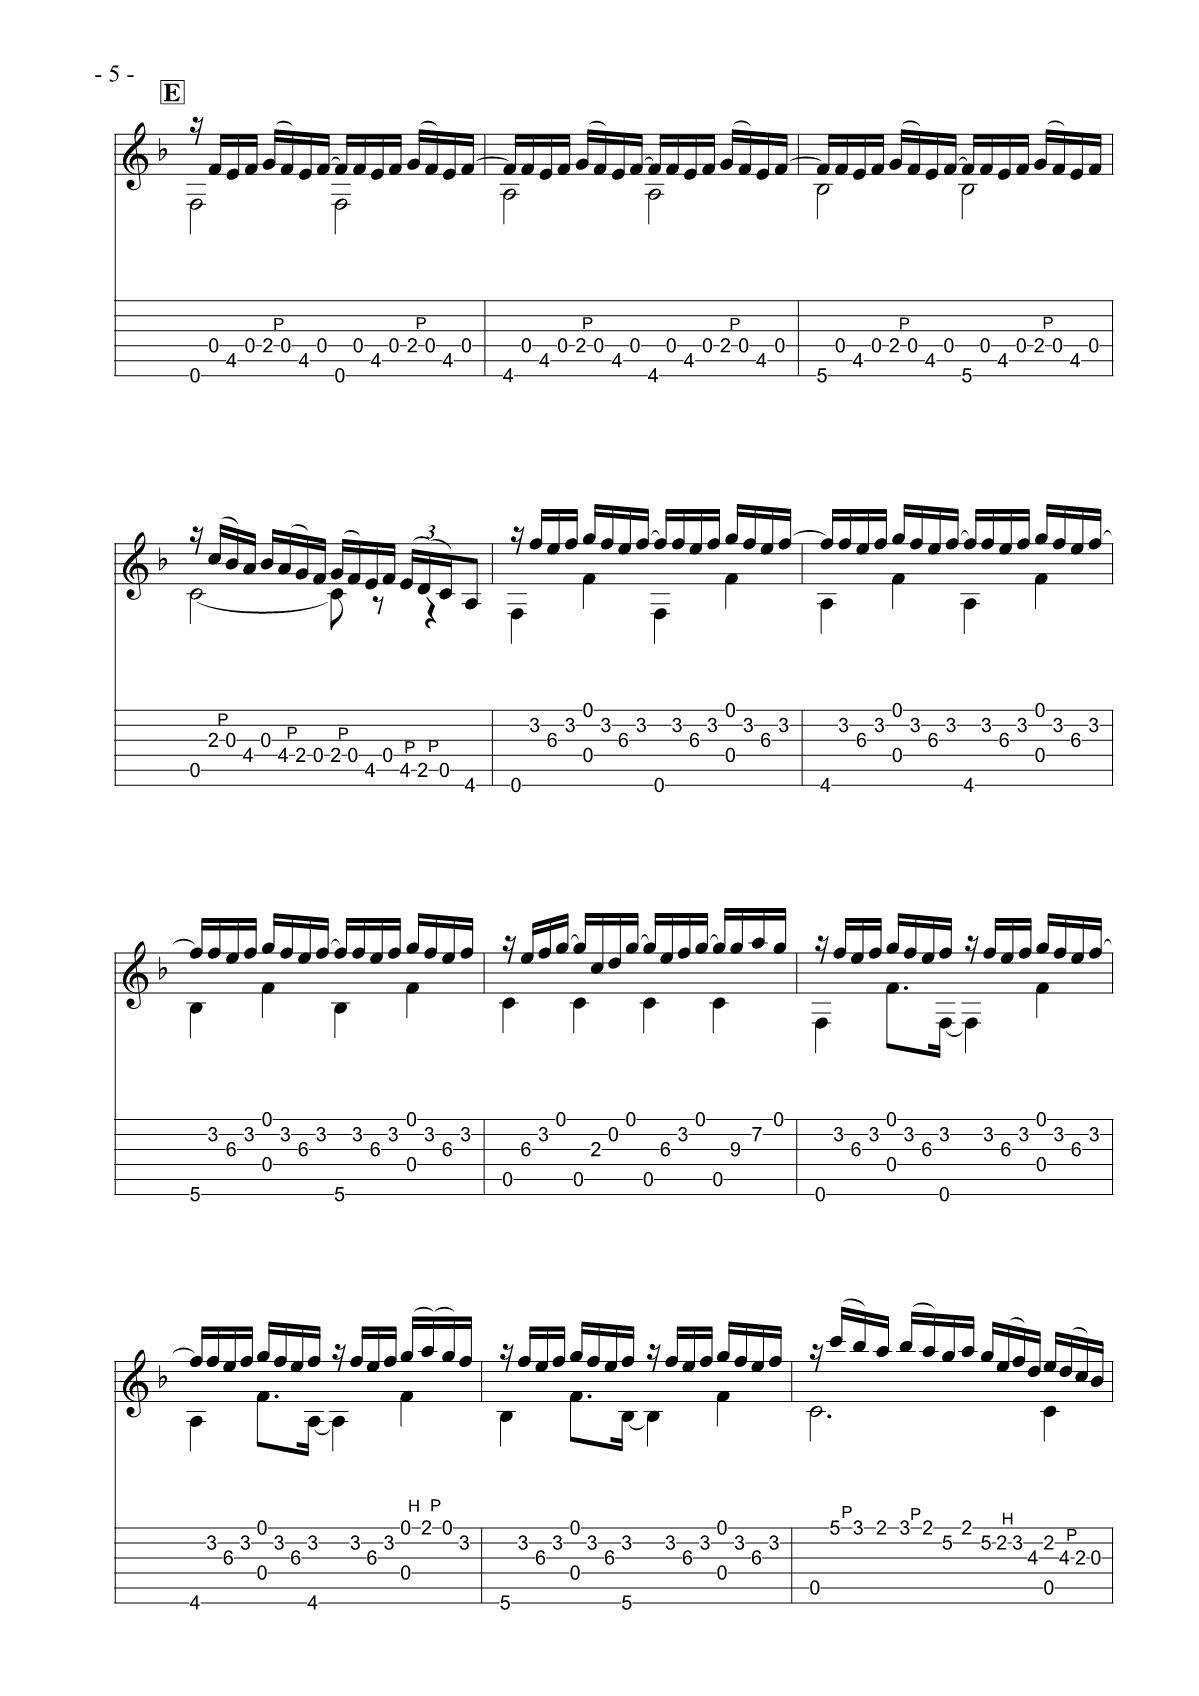 - 5 -
E
P P P P P P
0 0 2 0 0 0 0 2 0 0 0 0 2 0 0 0 0 2 0 0 0 0 2 0 0 0 0 2 0 0
4 4 4 4 4 4 4 4 4 4 4 4
0 0 4 4 5 5
3
P P P P P
0 0 0 0
3 3 3 3 3 3 3 3 3 3 3 3 3 3
2 0 0 6 6 6 6 6 6 6 6
4 4 2 0 2 0 0 0 0 0 0
0 4 4 2 0
4 0 0 4 4
0 0 0 0 0 0 0 0
3 3 3 3 3 3 3 3 0 3 7 3 3 3 3 3 3 3 3
6 6 6 6 6 2 6 9 6 6 6 6
0 0 0 0
0 0 0 0
5 5 0 0
H P P P H P
0 0 2 0 0 0 5 3 2 3 2 2
3 3 3 3 3 3 3 3 3 3 3 3 3 3 3 3 5 5 2 3 2
6 6 6 6 6 6 6 4 4 2 0
0 0 0 0
0 0
4 4 5 5